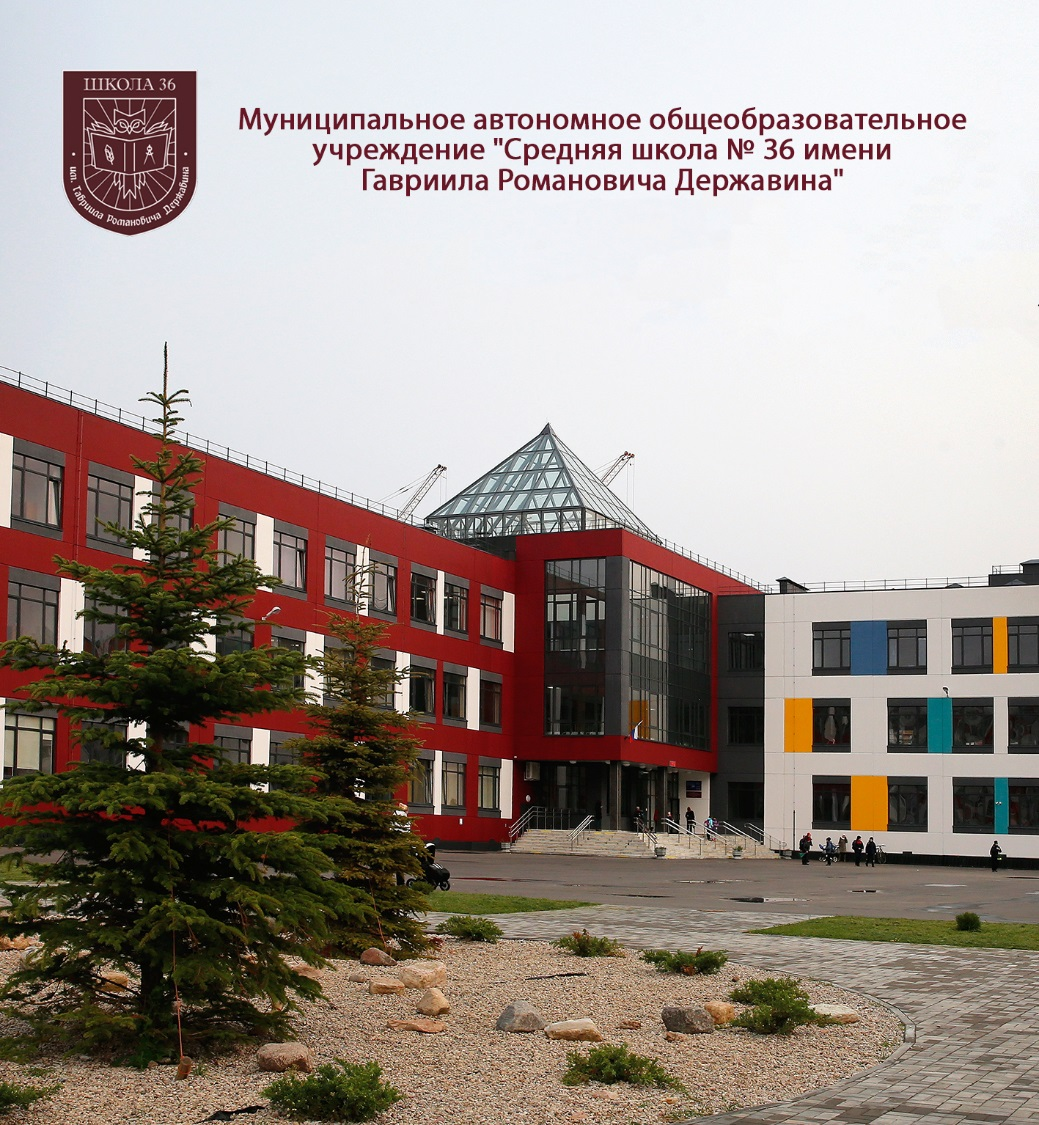 ШКОЛА 36
им. Гавриила Романовича Державина
Муниципальное автономное общеобразовательное
учреждение "Средняя школа № 36 имени
Гавриила Романовича Державина"